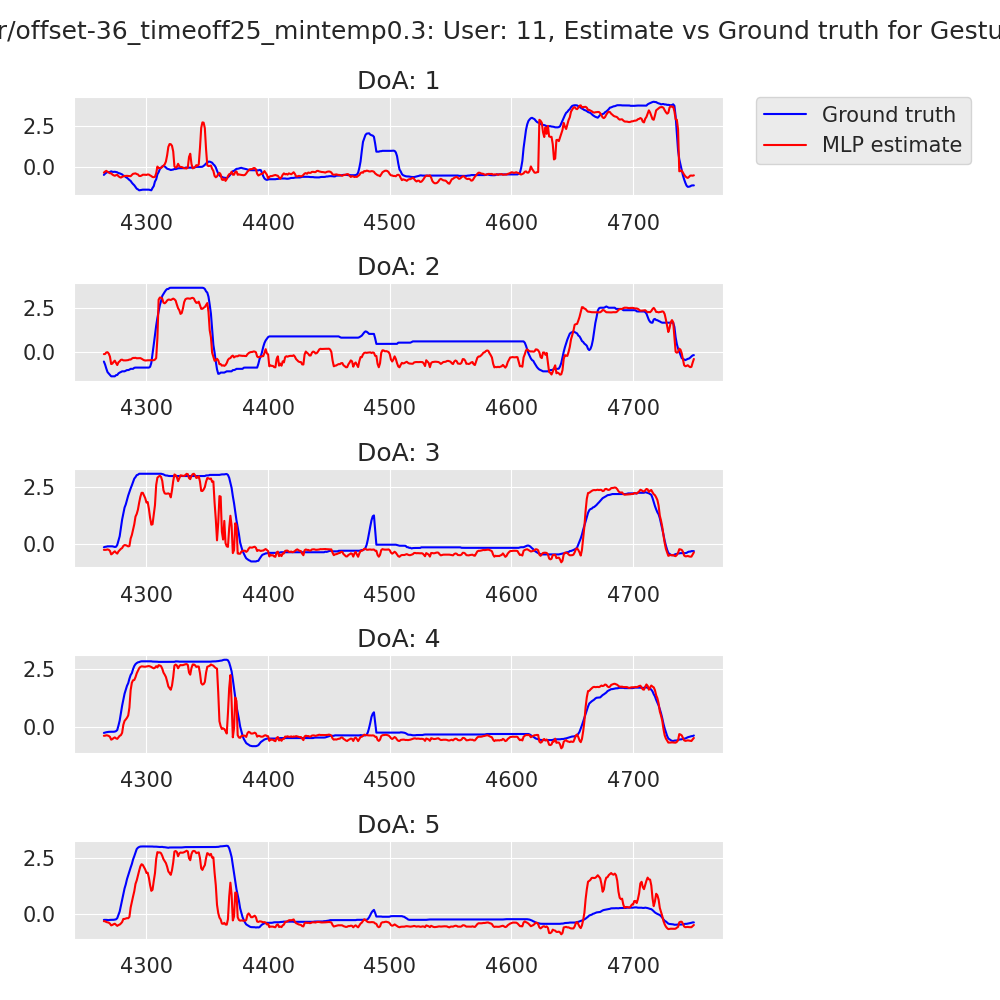 r/offset-36_timeoff25_mintemp0.3: User: 11, Estimate vs Ground truth for Gestu
DoA: 1
Ground truth
MLP estimate
2.5
0.0
4300 4400 4500 4600 4700
DoA: 2
2.5
0.0
4300 4400 4500 4600 4700
DoA: 3
2.5
0.0
4300 4400 4500 4600 4700
DoA: 4
2.5
0.0
4300 4400 4500 4600 4700
DoA: 5
2.5
0.0
4300 4400 4500 4600 4700